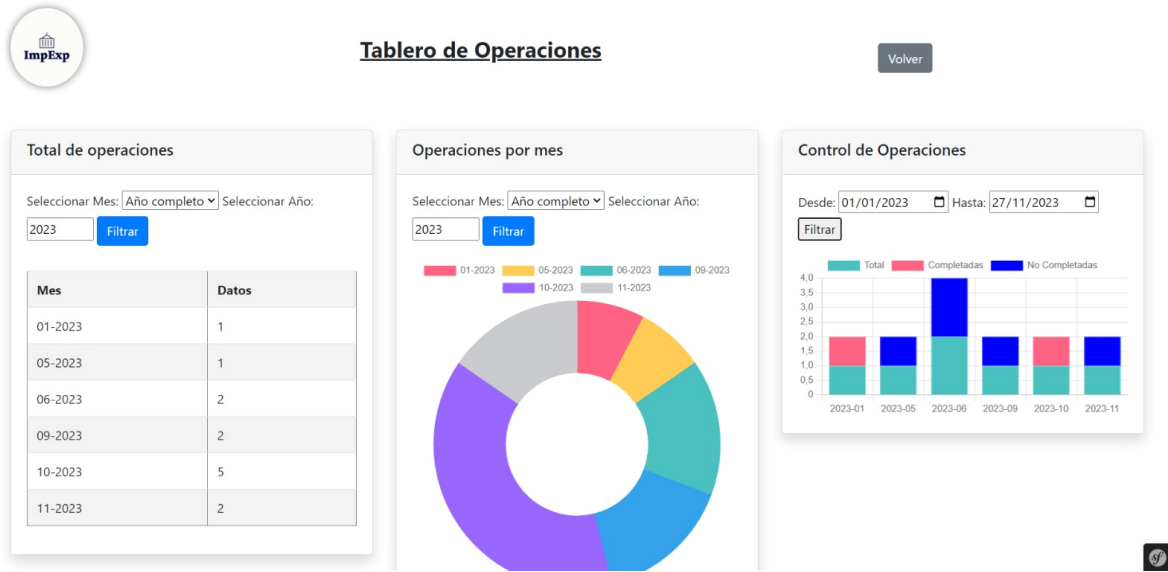 ImpExp
Tablero de Operaciones
Volver
Total de operaciones
Seleccionar Mes: Año completo Seleccionar Año:
2023 Filtrar
Mes Datos
01-2023 1
05-2023 1
06-2023 2
09-2023 2
10-2023 5
11-2023 2
Operaciones por mes
Seleccionar Mes: Año completo Seleccionar Año:
2023 Filtrar
01-2023 05-2023 06-2023 09-2023
10-2023 11-2023
Control de Operaciones
Desde: 01/01/2023 Hasta: 27/11/2023
Filtrar
Total Completadas No Completadas
4,0
3,5
3,0
2,5
2,0
1,5
1,0
0,5
0
2023-01 2023-05 2023-06 2023-09 2023-10 2023-11
sf